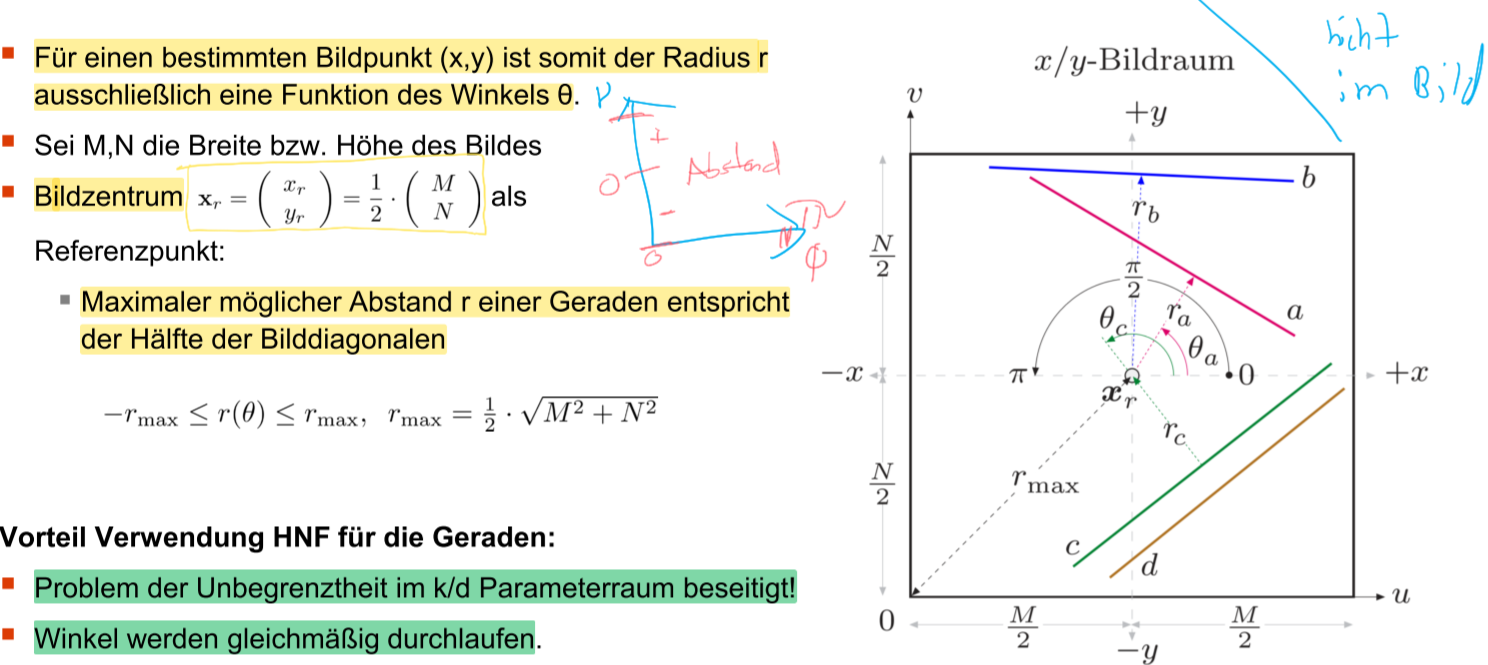 Für einen bestimmten Bildpunkt (x,y) ist somit der Radius r
ausschließlich eine Funktion des Winkels θ.
Sei M,N die Breite bzw. Höhe des Bildes
Bildzentrum x_r = ( x_r y_r ) = 1/2 · ( M N ) als
Referenzpunkt:
Maximaler möglicher Abstand r einer Geraden entspricht
der Hälfte der Bilddiagonalen
−r_max ≤ r(θ) ≤ r_max, r_max = 1/2 · √(M² + N²)
Vorteil Verwendung HNF für die Geraden:
Problem der Unbegrenztheit im k/d Parameterraum beseitigt!
Winkel werden gleichmäßig durchlaufen.
+
0
Abstand
−
0
π
ϕ
nicht
im Bild
x/y-Bildraum
v
+y
b
r_b
N/2
π/2
a
r_a
θ_c
θ_a
−x
π
0
+x
x_r
r_c
N/2
r_max
c
d
u
0
M/2
M/2
−y